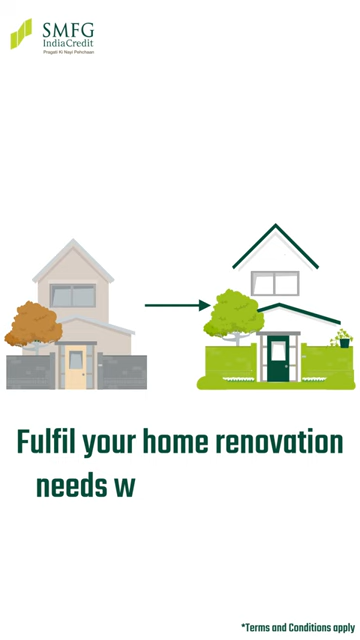 SMFG
IndiaCredit
Pragati Ki Nayi Pehchaan
Fulfil your home renovation
needs w
*Terms and Conditions apply